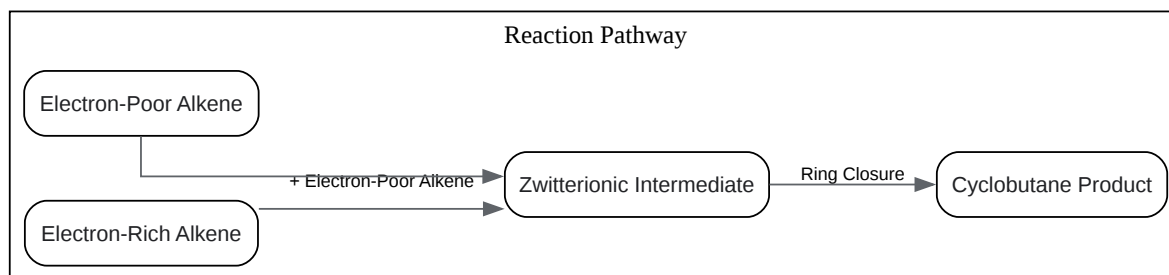 Reaction Pathway
Electron-Poor Alkene
+ Electron-Poor Alkene
Zwitterionic Intermediate
Ring Closure
Cyclobutane Product
Electron-Rich Alkene